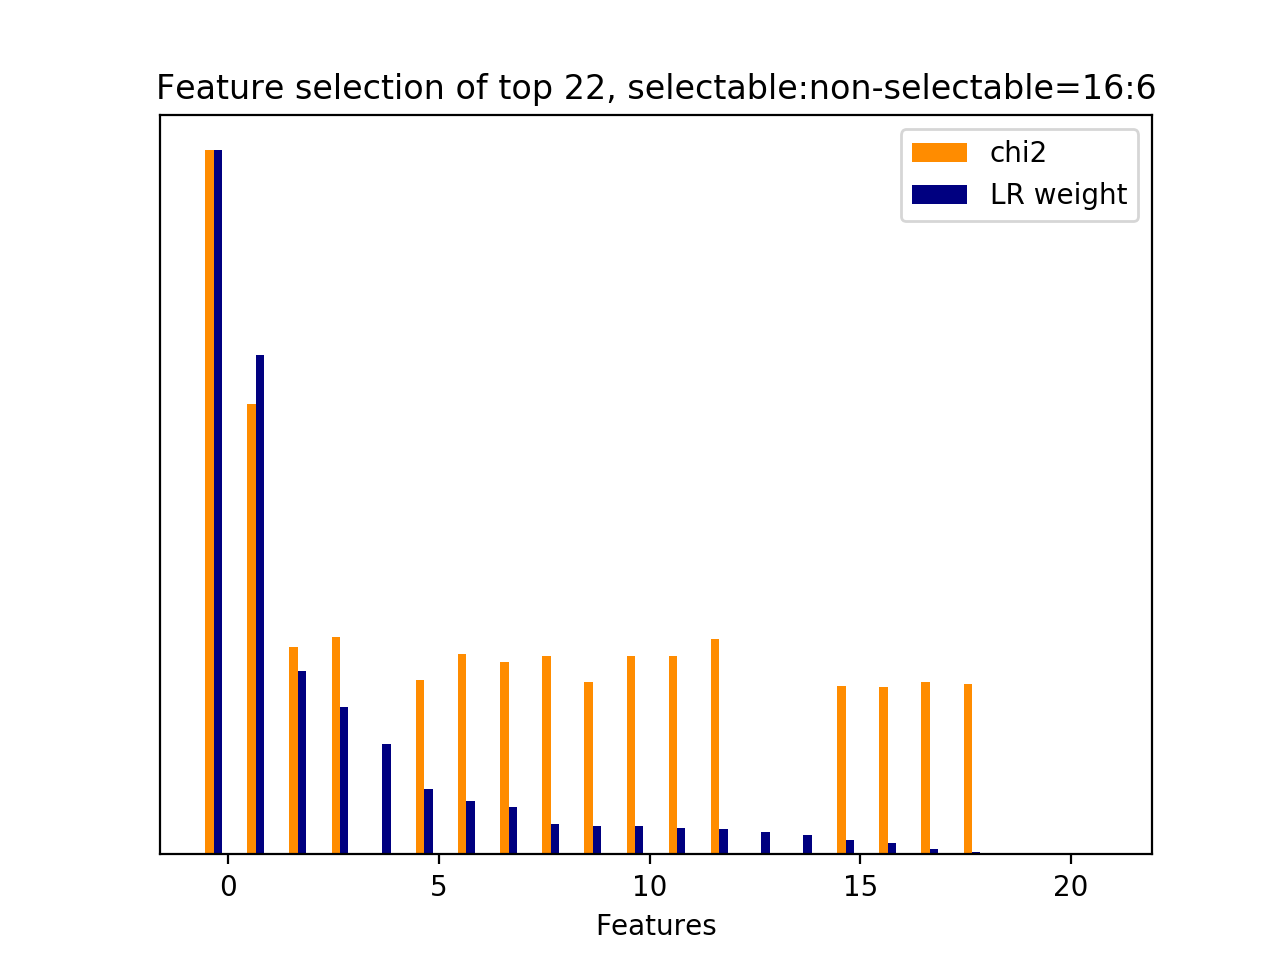 Feature selection of top 22, selectable:non-selectable=16:6
chi2
LR weight
0 5 10 15 20
Features